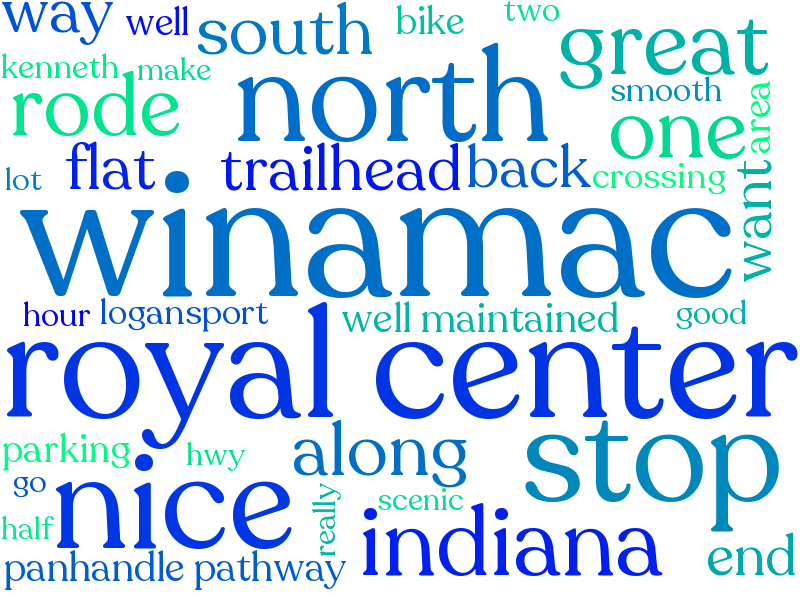 way well south bike two
great
kenneth make
smooth
rode north one area
flat trailhead back crossing
lot
want
winamac
hour logansport well maintained good
royal center
along stop
parking hwy
go nice really scenic
half
indiana end
panhandle pathway